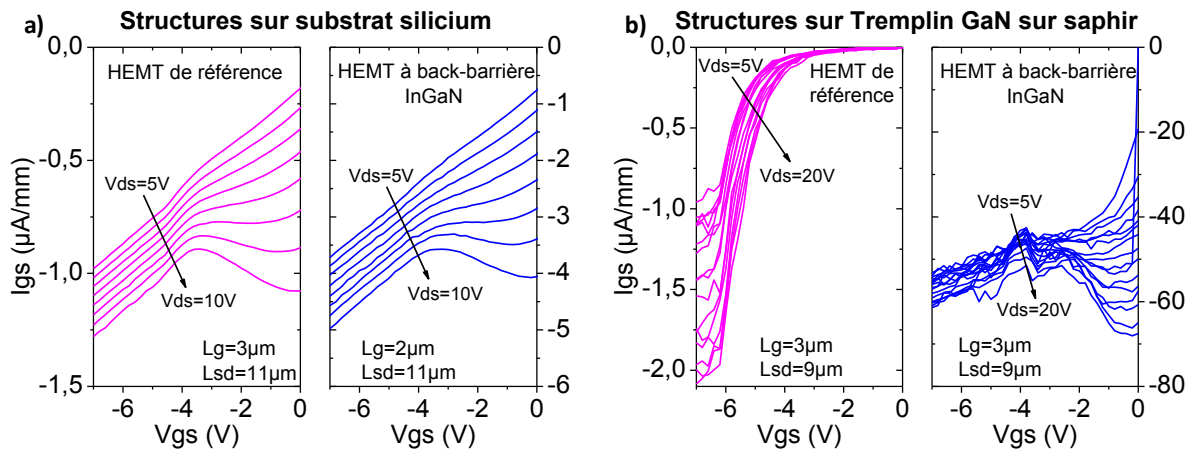 a) Structures sur substrat silicium
HEMT de référence
Vds=5V
Vds=10V
Lg=3µm
Lsd=11µm
0,0
-0,5
-1,0
-1,5
-6 -4 -2 0
Vgs (V)
Igs (µA/mm)
HEMT à back-barrière
InGaN
Vds=5V
Vds=10V
Lg=2µm
Lsd=11µm
0
-1
-2
-3
-4
-5
-6
-6 -4 -2 0
Vgs (V)
b) Structures sur Tremplin GaN sur saphir
Vds=5V
HEMT de
référence
Vds=20V
Lg=3µm
Lsd=9µm
0,0
-0,5
-1,0
-1,5
-2,0
-6 -4 -2 0
Vgs (V)
Igs (µA/mm)
HEMT à back-barrière
InGaN
Vds=5V
Vds=20V
Lg=3µm
Lsd=9µm
0
-20
-40
-60
-80
-6 -4 -2 0
Vgs (V)